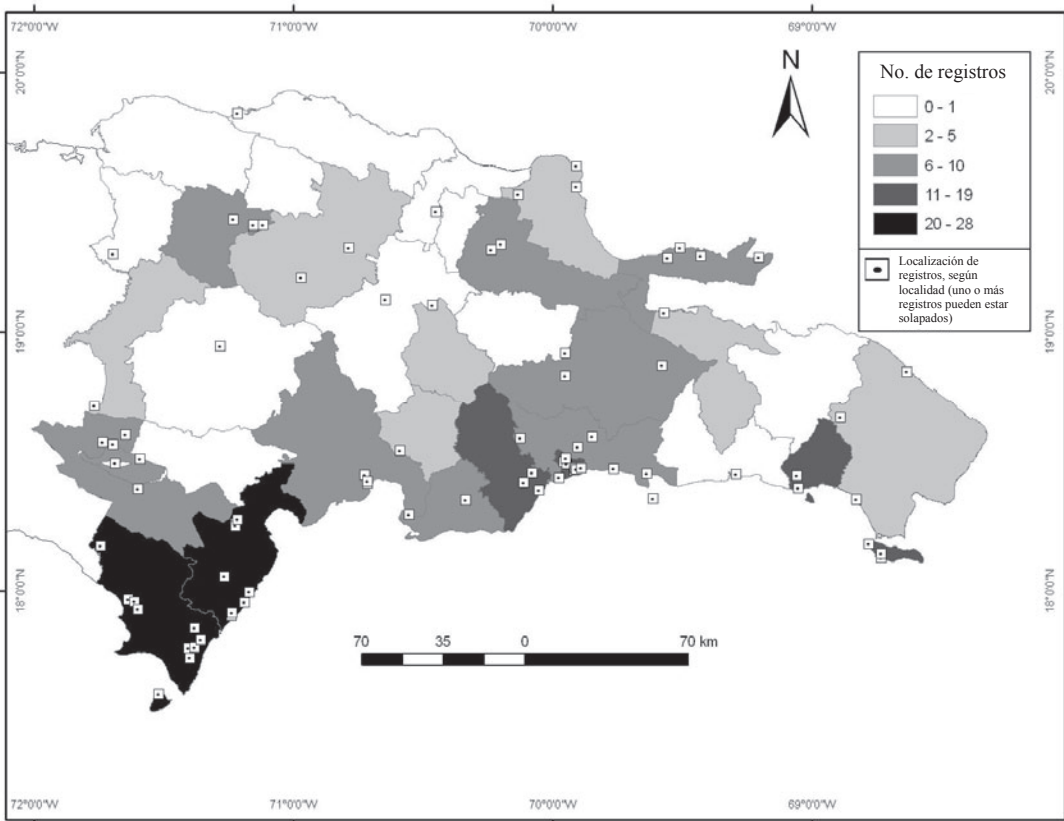 72°0'0"W
71°0'0"W
70°0'0"W
69°0'0"W
20°0'0"N
20°0'0"N
N
No. de registros
0 - 1
2 - 5
6 - 10
11 - 19
20 - 28
Localización de
registros, según
localidad (uno o más
registros pueden estar
solapados)
19°0'0"N
19°0'0"N
18°0'0"N
18°0'0"N
70 35 0 70 km
72°0'0"W
71°0'0"W
70°0'0"W
69°0'0"W